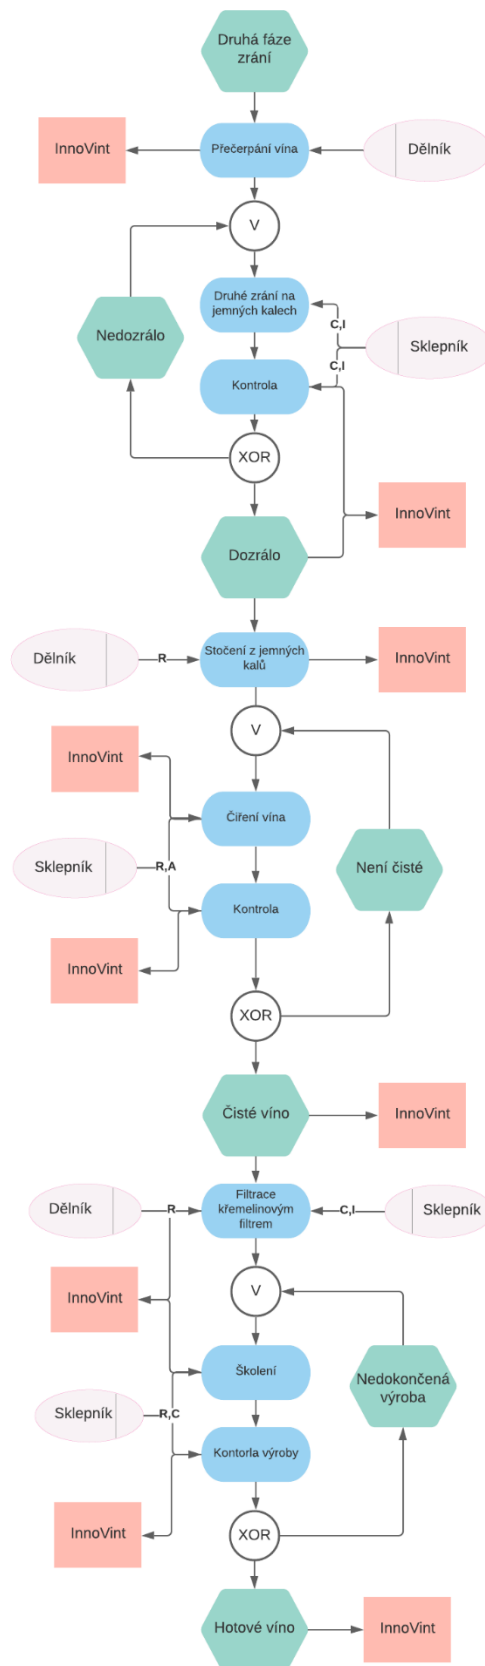 Druhá fáze
zrání
InnoVint
Přečerpání vína
Dělník
V
Druhé zrání na
jemných kalech
C,I
Nedozrálo
Sklepník
C,I
Kontrola
XOR
InnoVint
Dozrálo
Dělník
R
Stočení z jemných
kalů
InnoVint
V
InnoVint
Čiření vína
Sklepník
R,A
Není čisté
Kontrola
InnoVint
XOR
Čisté víno
InnoVint
Dělník
R
Filtrace
křemelinovým
filtrem
C,I
Sklepník
InnoVint
V
Školení
Nedokončená
výroba
Sklepník
R,C
Kontorla výroby
InnoVint
XOR
Hotové víno
InnoVint